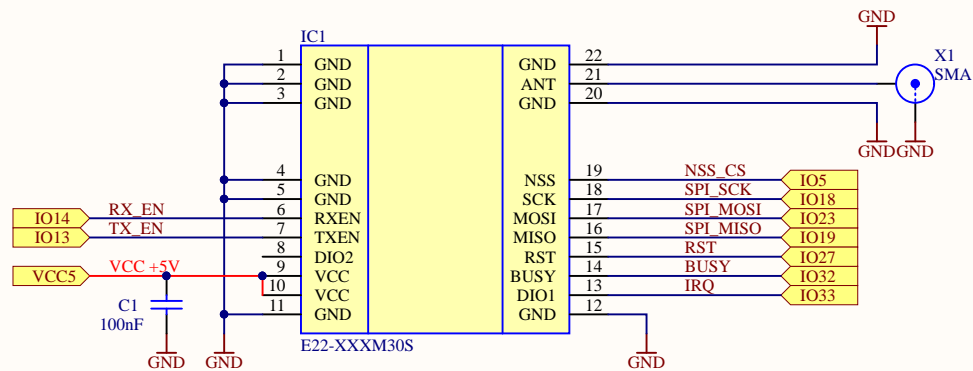 GND
IC1
1 GND GND 22
X1
2 GND ANT 21
SMA
3 GND GND 20
GND GND
4 GND NSS 19 NSS_CS IO5
5 GND SCK 18 SPI_SCK IO18
IO14 RX_EN 6 RXEN MOSI 17 SPI_MOSI IO23
IO13 TX_EN 7 TXEN MISO 16 SPI_MISO IO19
8 DIO2 RST 15 RST IO27
VCC5 VCC +5V 9 VCC BUSY 14 BUSY IO32
10 VCC DIO1 13 IRQ IO33
C1
11 GND GND 12
100nF
E22-XXXM30S
GND GND GND